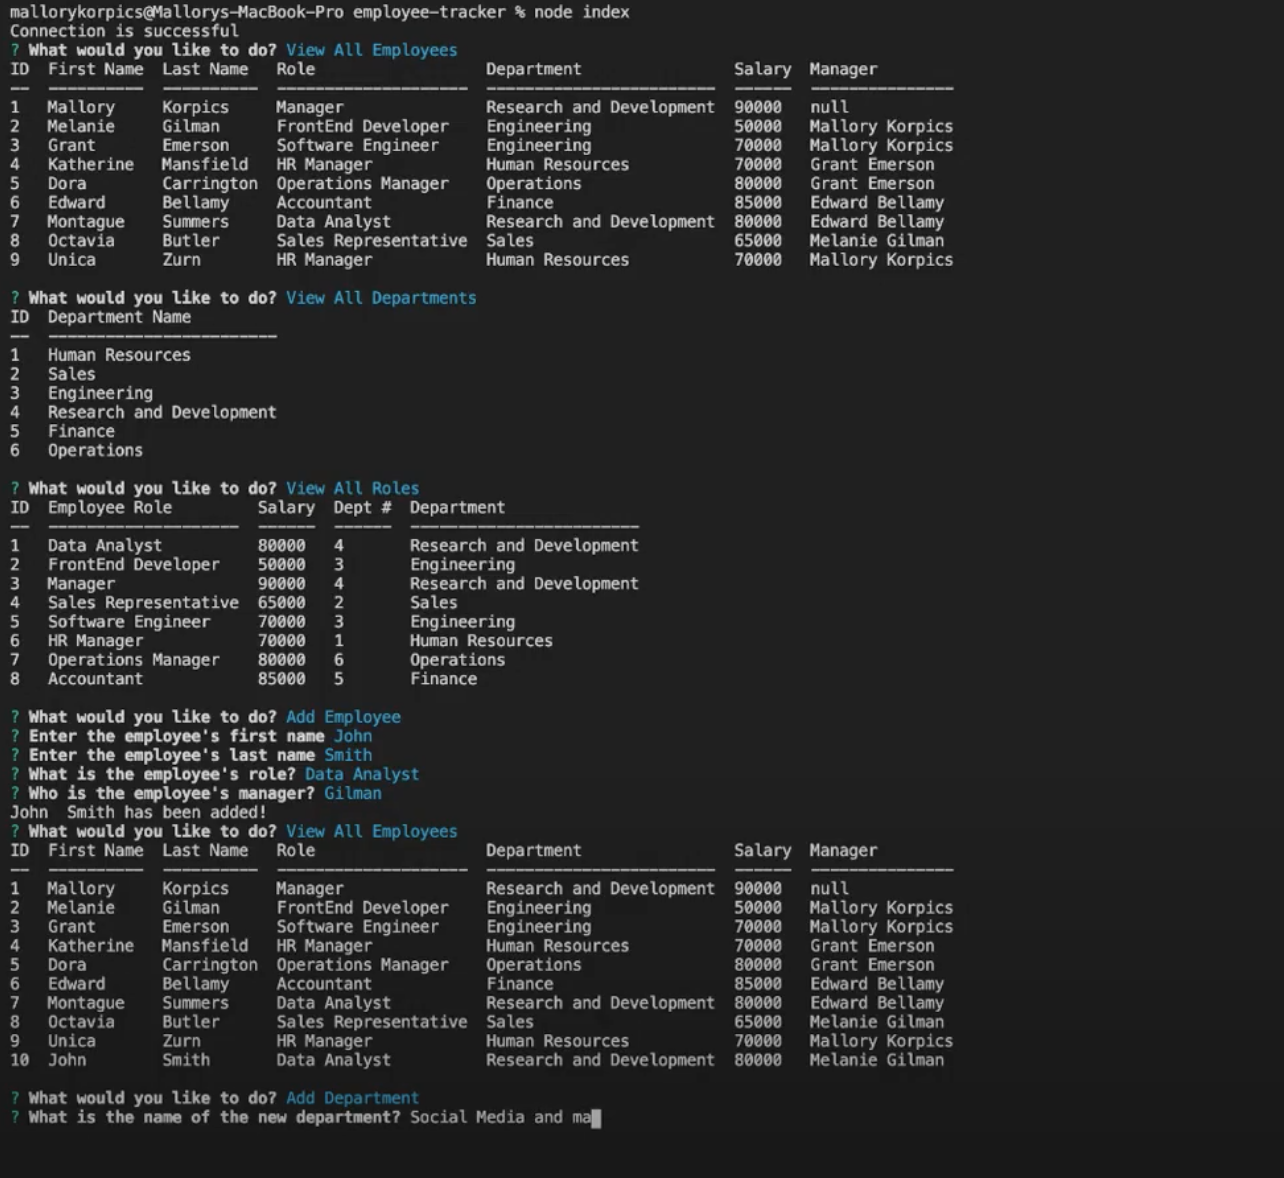 mallorykorpics@Mallorys-MacBook-Pro employee-tracker % node index
Connection is successful
? What would you like to do? View All Employees
ID  First Name  Last Name   Role                  Department                Salary  Manager
--  ----------  ----------  --------------------  ------------------------  ------  ---------------
1   Mallory     Korpics     Manager               Research and Development  90000   null
2   Melanie     Gilman      FrontEnd Developer    Engineering               50000   Mallory Korpics
3   Grant       Emerson     Software Engineer     Engineering               70000   Mallory Korpics
4   Katherine   Mansfield   HR Manager            Human Resources           70000   Grant Emerson
5   Dora        Carrington  Operations Manager    Operations                80000   Grant Emerson
6   Edward      Bellamy     Accountant            Finance                   85000   Edward Bellamy
7   Montague    Summers     Data Analyst          Research and Development  80000   Edward Bellamy
8   Octavia     Butler      Sales Representative  Sales                     65000   Melanie Gilman
9   Unica       Zurn        HR Manager            Human Resources           70000   Mallory Korpics
? What would you like to do? View All Departments
ID  Department Name
--  ------------------------
1   Human Resources
2   Sales
3   Engineering
4   Research and Development
5   Finance
6   Operations
? What would you like to do? View All Roles
ID  Employee Role         Salary  Dept #  Department
--  --------------------  ------  ------  ------------------------
1   Data Analyst          80000   4       Research and Development
2   FrontEnd Developer    50000   3       Engineering
3   Manager               90000   4       Research and Development
4   Sales Representative  65000   2       Sales
5   Software Engineer     70000   3       Engineering
6   HR Manager            70000   1       Human Resources
7   Operations Manager    80000   6       Operations
8   Accountant            85000   5       Finance
? What would you like to do? Add Employee
? Enter the employee's first name John
? Enter the employee's last name Smith
? What is the employee's role? Data Analyst
? Who is the employee's manager? Gilman
John  Smith has been added!
? What would you like to do? View All Employees
ID  First Name  Last Name   Role                  Department                Salary  Manager
--  ----------  ----------  --------------------  ------------------------  ------  ---------------
1   Mallory     Korpics     Manager               Research and Development  90000   null
2   Melanie     Gilman      FrontEnd Developer    Engineering               50000   Mallory Korpics
3   Grant       Emerson     Software Engineer     Engineering               70000   Mallory Korpics
4   Katherine   Mansfield   HR Manager            Human Resources           70000   Grant Emerson
5   Dora        Carrington  Operations Manager    Operations                80000   Grant Emerson
6   Edward      Bellamy     Accountant            Finance                   85000   Edward Bellamy
7   Montague    Summers     Data Analyst          Research and Development  80000   Edward Bellamy
8   Octavia     Butler      Sales Representative  Sales                     65000   Melanie Gilman
9   Unica       Zurn        HR Manager            Human Resources           70000   Mallory Korpics
10  John        Smith       Data Analyst          Research and Development  80000   Melanie Gilman
? What would you like to do? Add Department
? What is the name of the new department? Social Media and ma